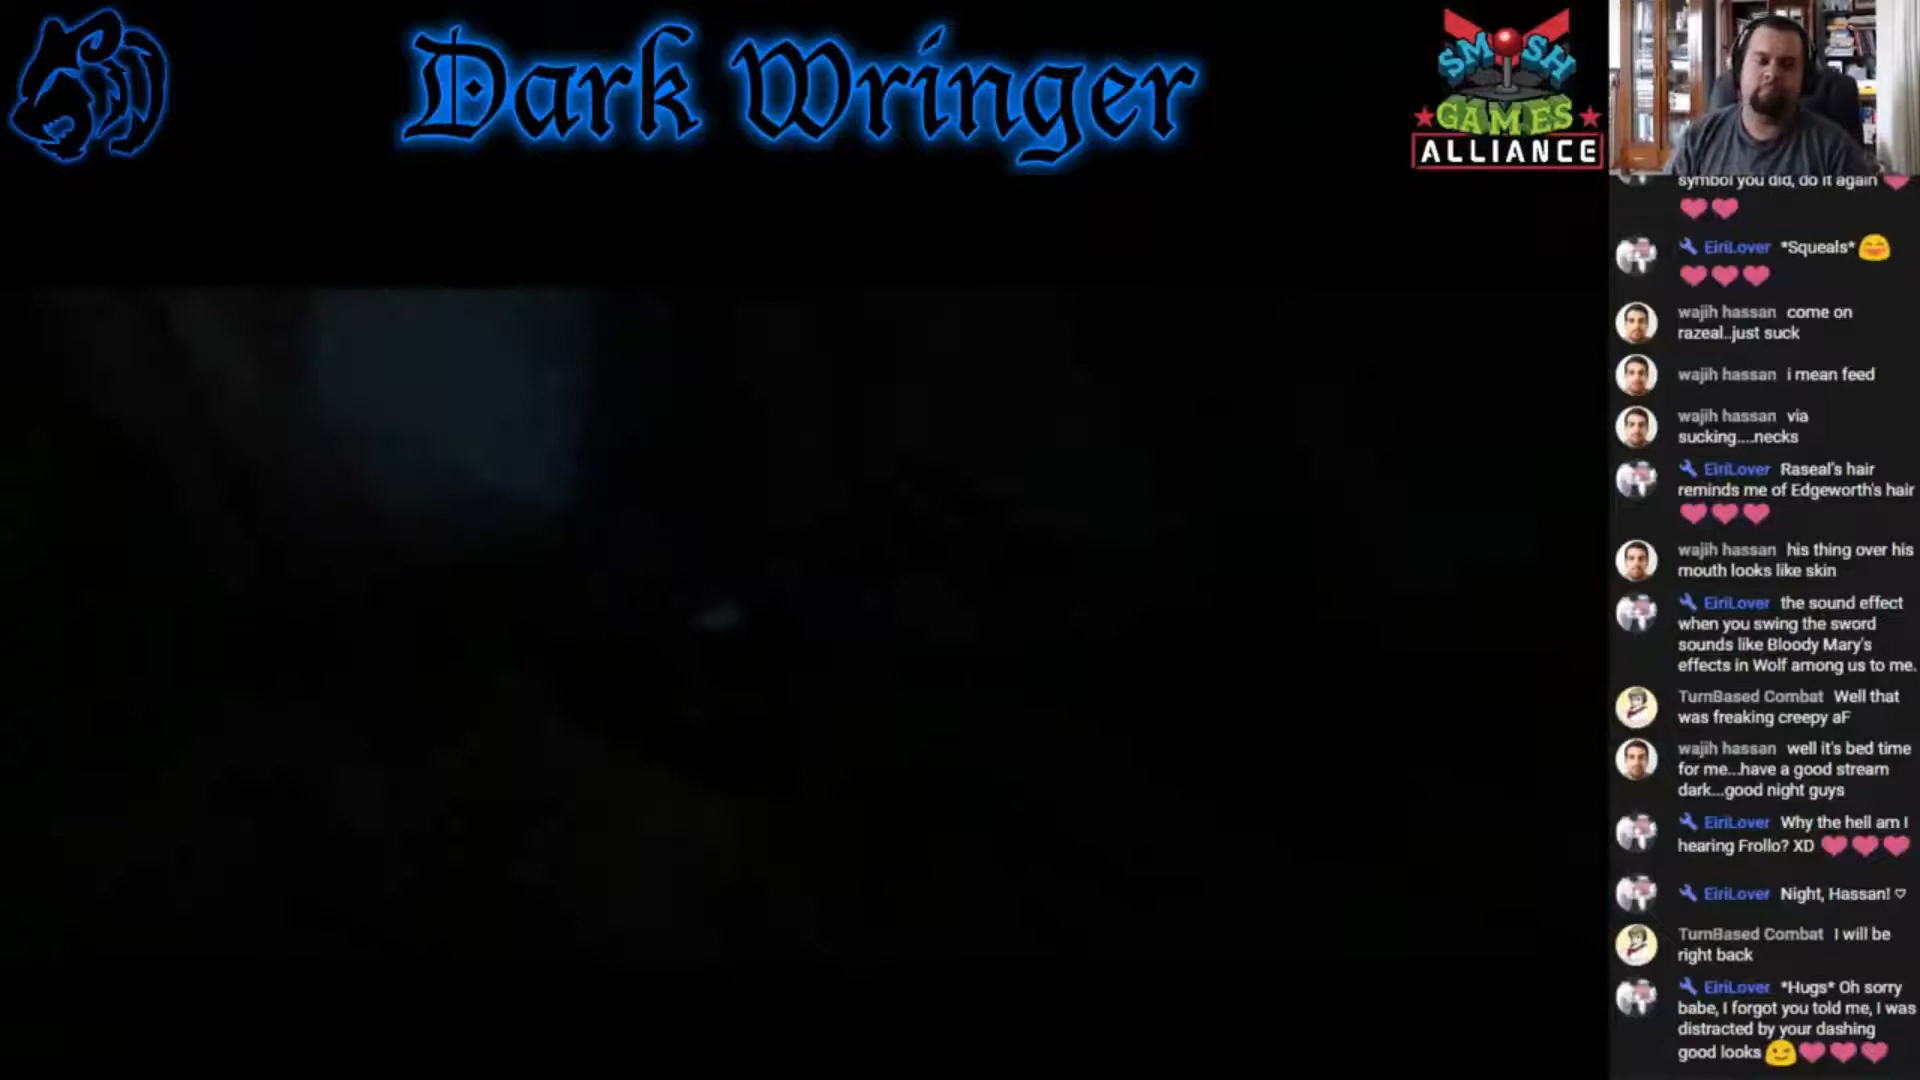 Dark Wringer
SMASH
GAMES
ALLIANCE
symbol you did, do it again
EiriLover *Squeals*
wajih hassan come on
razeal..just suck
wajih hassan i mean feed
wajih hassan via
sucking....necks
EiriLover Raseal's hair
reminds me of Edgeworth's hair
wajih hassan his thing over his
mouth looks like skin
EiriLover the sound effect
when you swing the sword
sounds like Bloody Mary's
effects in Wolf among us to me.
TurnBased Combat Well that
was freaking creepy aF
wajih hassan well it's bed time
for me...have a good stream
dark...good night guys
EiriLover Why the hell am I
hearing Frollo? XD
EiriLover Night, Hassan! ♡
TurnBased Combat I will be
right back
EiriLover *Hugs* Oh sorry
babe, I forgot you told me, I was
distracted by your dashing
good looks